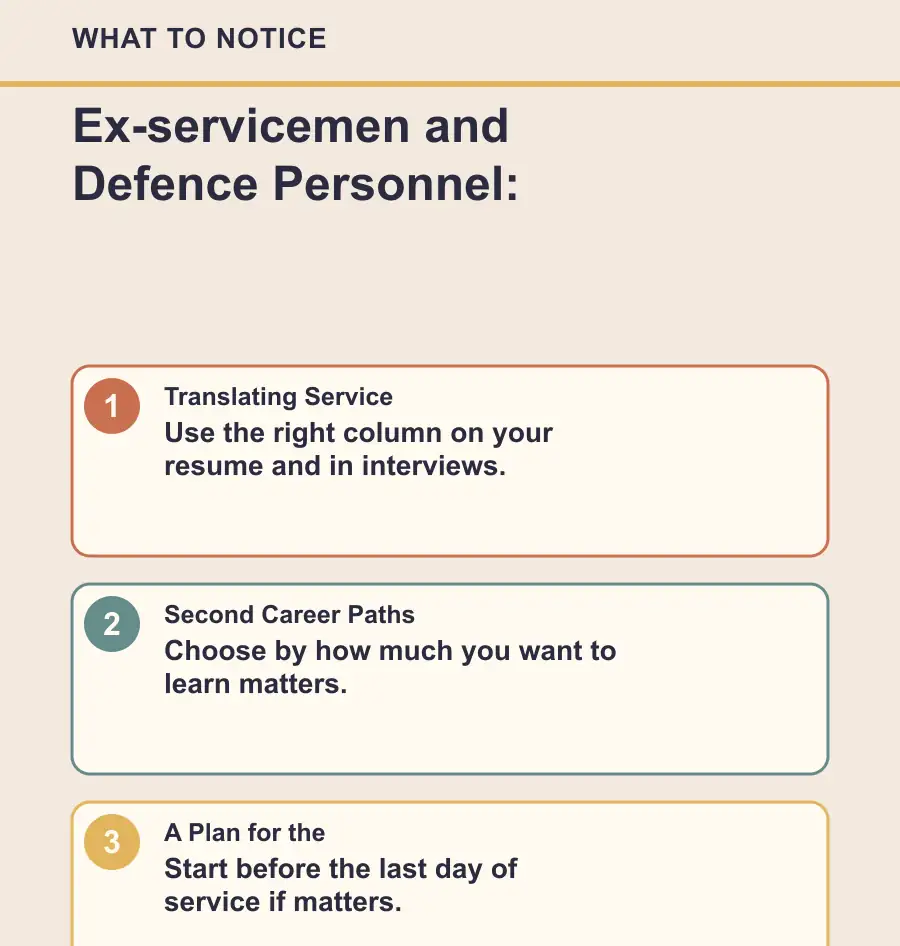 WHAT TO NOTICE
Ex-servicemen and
Defence Personnel:
1
Translating Service
Use the right column on your
resume and in interviews.
2
Second Career Paths
Choose by how much you want to
learn matters.
3
A Plan for the
Start before the last day of
service if matters.